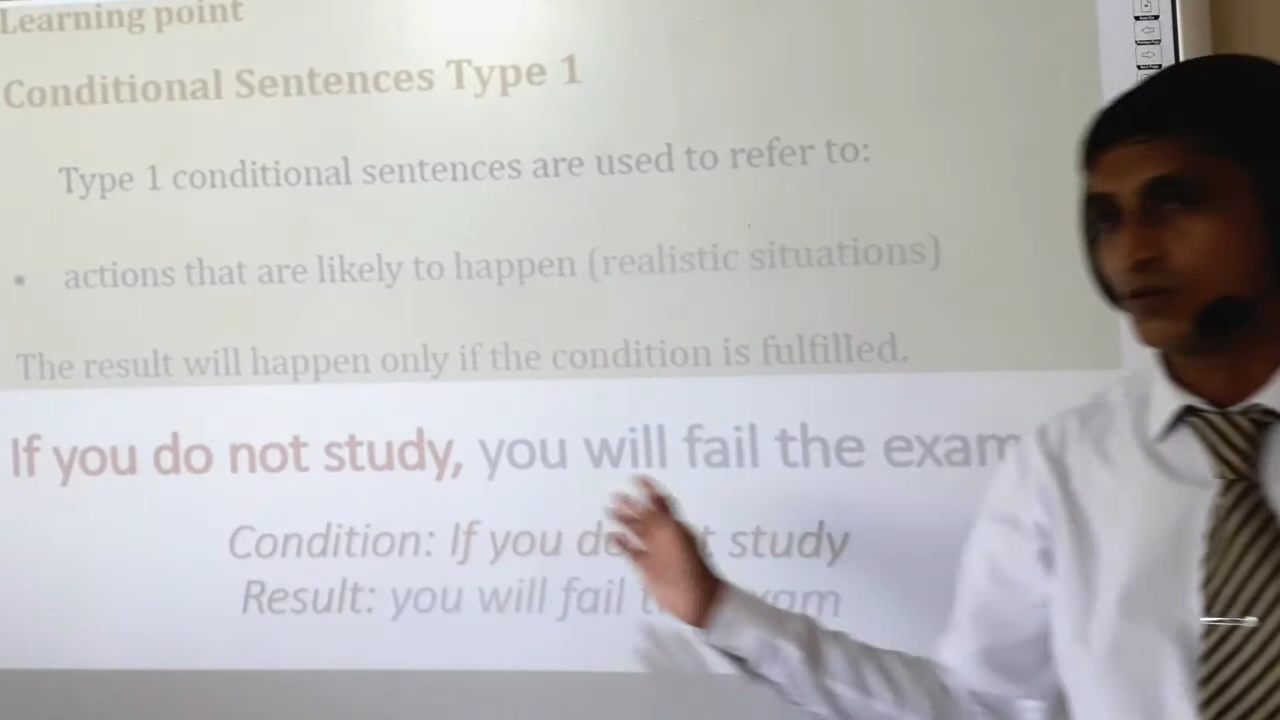 Learning point
Conditional Sentences Type 1
Type 1 conditional sentences are used to refer to:
• actions that are likely to happen (realistic situations)
The result will happen only if the condition is fulfilled.
If you do not study, you will fail the exam
Condition: If you do study
Result: you will fail exam